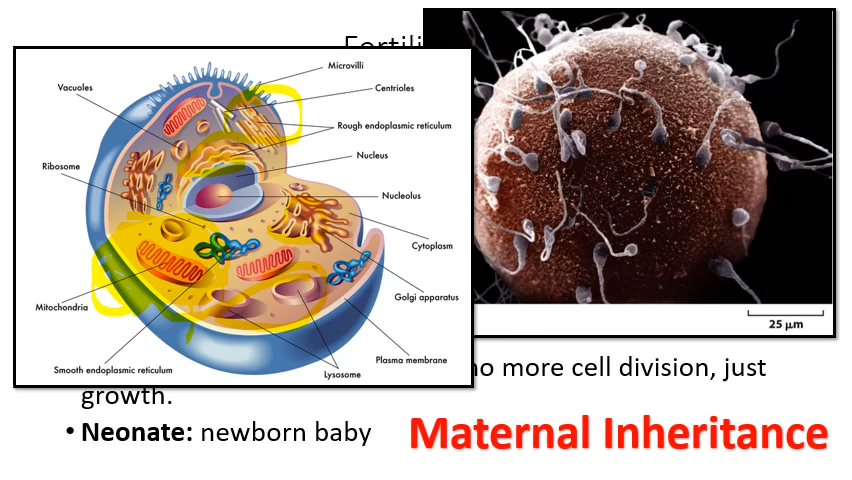 Fertili
Microvilli
Vacuoles
Centrioles
Rough endoplasmic reticulum
Nucleus
Ribosome
Nucleolus
Cytoplasm
Golgi apparatus
Mitochondria
Plasma membrane
Smooth endoplasmic reticulum
Lysosome
25 µm
no more cell division, just
growth.
• Neonate: newborn baby
Maternal Inheritance